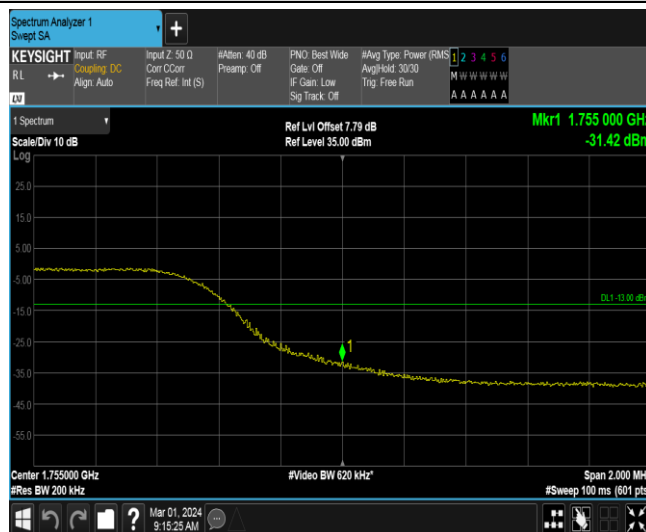 Spectrum Analyzer 1
Swept SA
+
KEYSIGHT
RL
LXI
Input: RF
Coupling: DC
Align: Auto
Input Z: 50 Ω
Corr CCorr
Freq Ref: Int (S)
#Atten: 40 dB
Preamp: Off
PNO: Best Wide
Gate: Off
IF Gain: Low
Sig Track: Off
#Avg Type: Power (RMS
Avg|Hold: 30/30
Trig: Free Run
1 2 3 4 5 6
M W W W W W
A A A A A A
1 Spectrum
Scale/Div 10 dB
Log
Ref Lvl Offset 7.79 dB
Ref Level 35.00 dBm
Mkr1 1.755 000 GHz
-31.42 dBm
25.0
15.0
5.00
-5.00
-15.0
-25.0
-35.0
-45.0
-55.0
DL1 -13.00 dBm
1
Center 1.755000 GHz
#Res BW 200 kHz
#Video BW 620 kHz*
Span 2.000 MH
#Sweep 100 ms (601 pts
?
Mar 01, 2024
9:15:25 AM